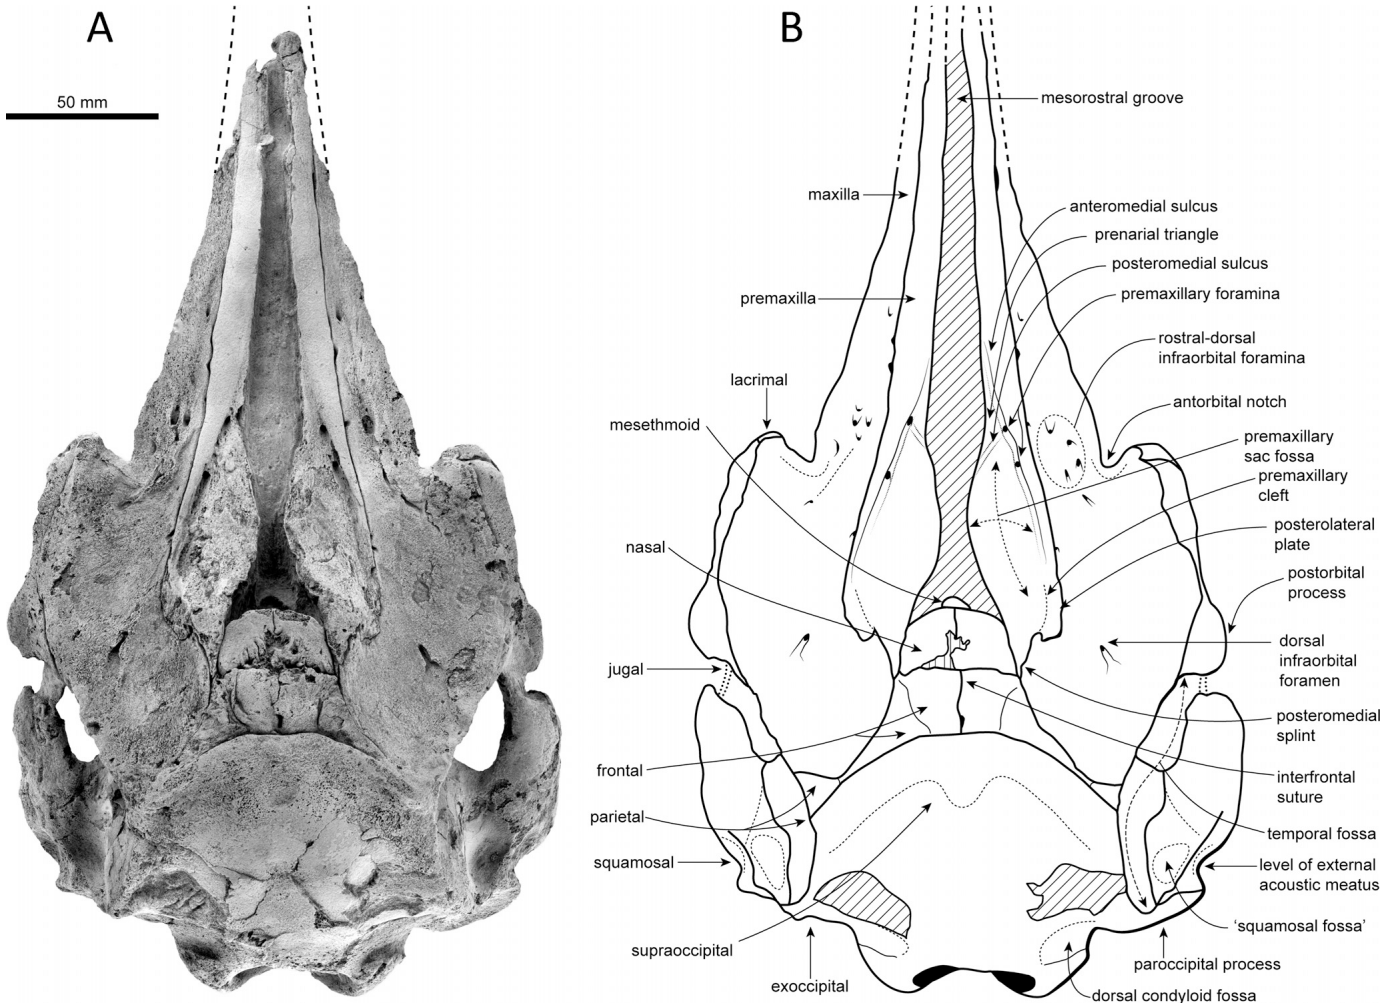 A
50 mm
B
mesorostral groove
maxilla
anteromedial sulcus
prenarial triangle
posteromedial sulcus
premaxilla
premaxillary foramina
rostral-dorsal
infraorbital foramina
lacrimal
antorbital notch
mesethmoid
premaxillary
sac fossa
premaxillary
cleft
posterolateral
plate
nasal
postorbital
process
jugal
dorsal
infraorbital
foramen
posteromedial
splint
frontal
interfrontal
suture
parietal
temporal fossa
squamosal
level of external
acoustic meatus
‘squamosal fossa’
supraoccipital
exoccipital
paroccipital process
dorsal condyloid fossa